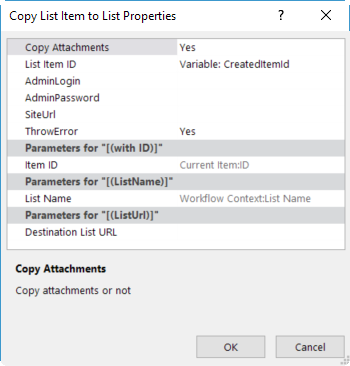 Copy List Item to List Properties
?
Copy Attachments Yes
List Item ID Variable: CreatedItemId
AdminLogin
AdminPassword
SiteUrl
ThrowError Yes
Parameters for "[(with ID)]"
Item ID Current Item:ID
Parameters for "[(ListName)]"
List Name Workflow Context:List Name
Parameters for "[(ListUrl)]"
Destination List URL
Copy Attachments
Copy attachments or not
OK Cancel